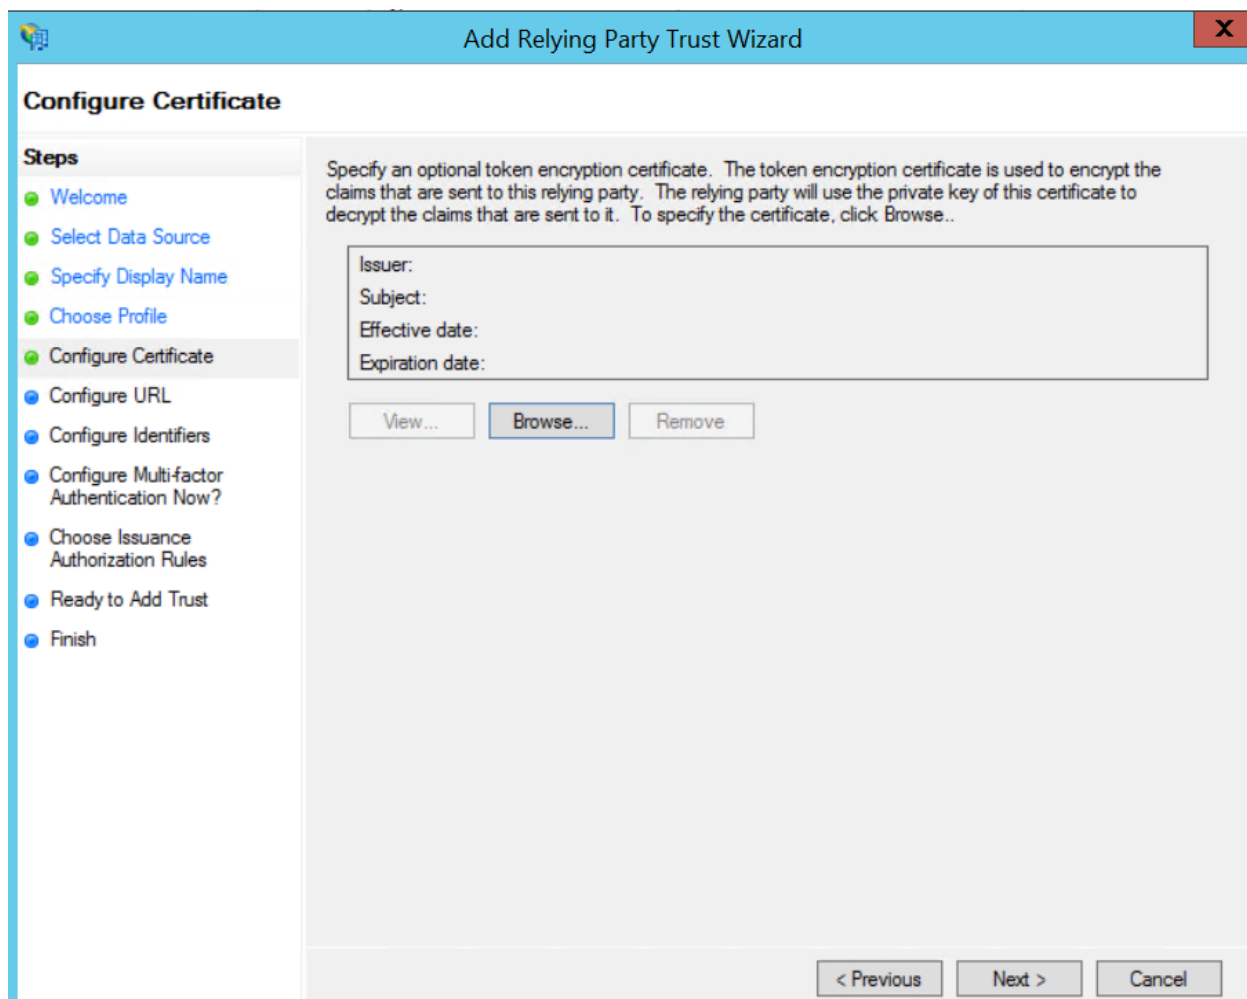 Add Relying Party Trust Wizard
X
Configure Certificate
Steps
Welcome
Select Data Source
Specify Display Name
Choose Profile
Configure Certificate
Configure URL
Configure Identifiers
Configure Multi-factor
Authentication Now?
Choose Issuance
Authorization Rules
Ready to Add Trust
Finish
Specify an optional token encryption certificate.  The token encryption certificate is used to encrypt the
claims that are sent to this relying party.  The relying party will use the private key of this certificate to
decrypt the claims that are sent to it.  To specify the certificate, click Browse..
Issuer:
Subject:
Effective date:
Expiration date:
View... Browse... Remove
< Previous Next > Cancel